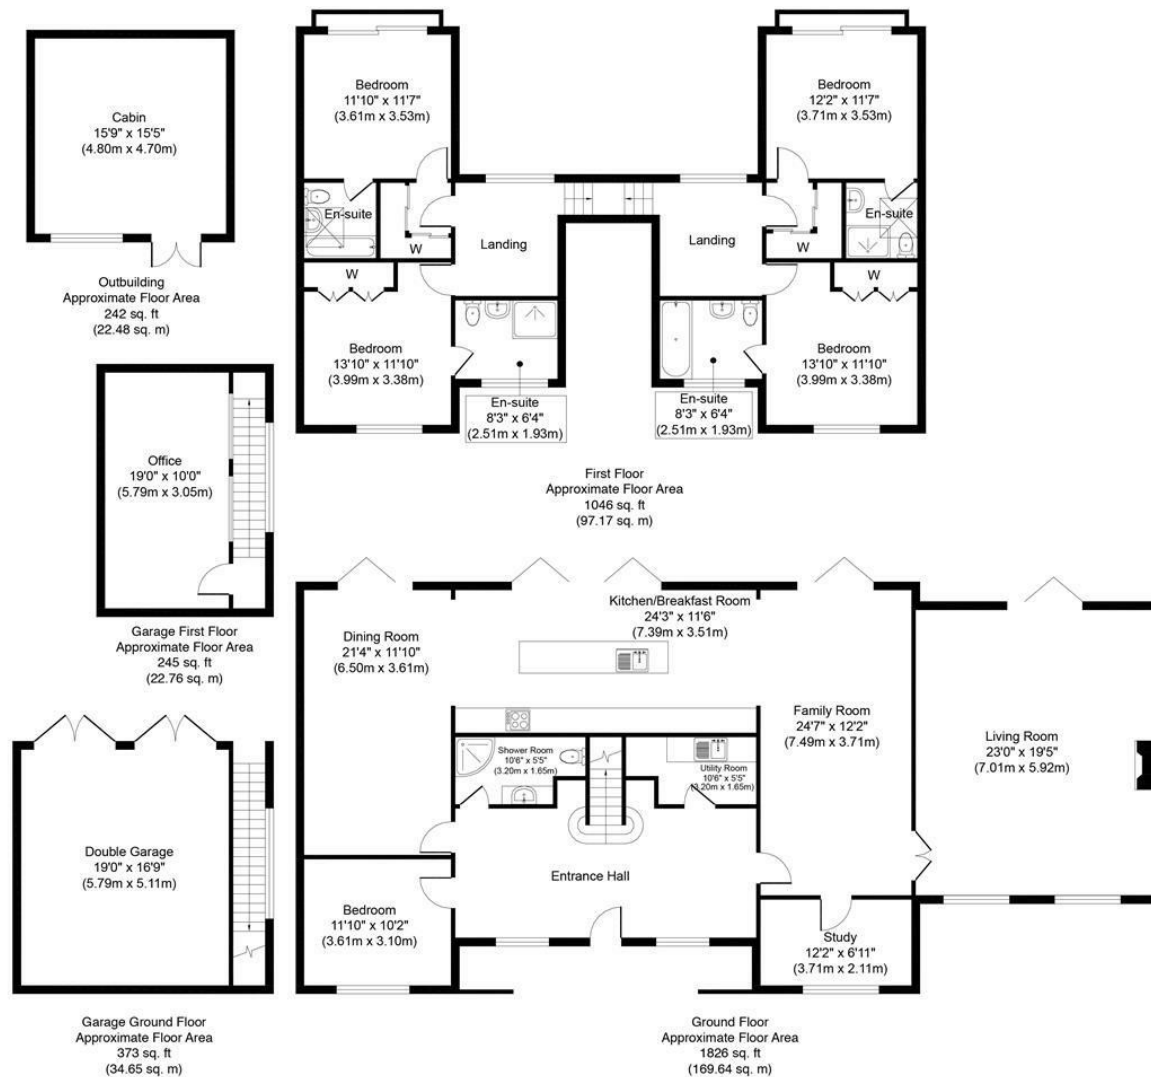 Cabin
15'9" x 15'5"
(4.80m x 4.70m)
Outbuilding
Approximate Floor Area
242 sq. ft
(22.48 sq. m)
Bedroom
11'10" x 11'7"
(3.61m x 3.53m)
Bedroom
12'2" x 11'7"
(3.71m x 3.53m)
En-suite
W
Landing
Landing
W
En-suite
W
Bedroom
13'10" x 11'10"
(3.99m x 3.38m)
En-suite
8'3" x 6'4"
(2.51m x 1.93m)
En-suite
8'3" x 6'4"
(2.51m x 1.93m)
W
Bedroom
13'10" x 11'10"
(3.99m x 3.38m)
First Floor
Approximate Floor Area
1046 sq. ft
(97.17 sq. m)
Office
19'0" x 10'0"
(5.79m x 3.05m)
Garage First Floor
Approximate Floor Area
245 sq. ft
(22.76 sq. m)
Double Garage
19'0" x 16'9"
(5.79m x 5.11m)
Garage Ground Floor
Approximate Floor Area
373 sq. ft
(34.65 sq. m)
Dining Room
21'4" x 11'10"
(6.50m x 3.61m)
Kitchen/Breakfast Room
24'3" x 11'6"
(7.39m x 3.51m)
Family Room
24'7" x 12'2"
(7.49m x 3.71m)
Living Room
23'0" x 19'5"
(7.01m x 5.92m)
Shower Room
10'6" x 5'5"
(3.20m x 1.65m)
Utility Room
10'6" x 5'5"
(3.20m x 1.65m)
Entrance Hall
Bedroom
11'10" x 10'2"
(3.61m x 3.10m)
Study
12'2" x 6'11"
(3.71m x 2.11m)
Ground Floor
Approximate Floor Area
1826 sq. ft
(169.64 sq. m)